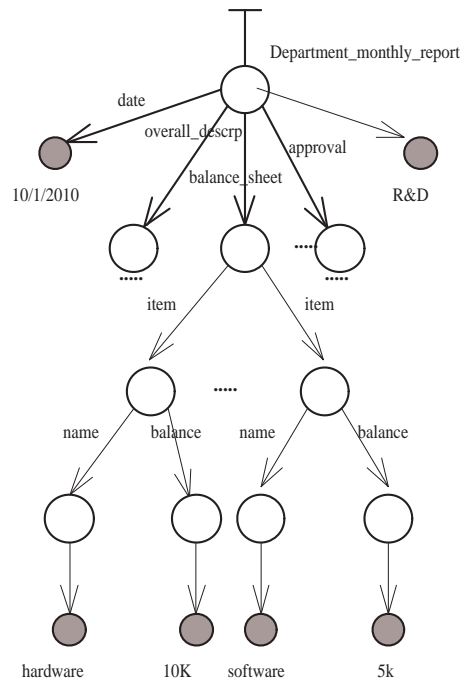 Department_monthly_report
date
overall_descrp
approval
balance_sheet
10/1/2010
R&D
.....
..... .....
item item
.....
name balance name balance
hardware 10K software 5k